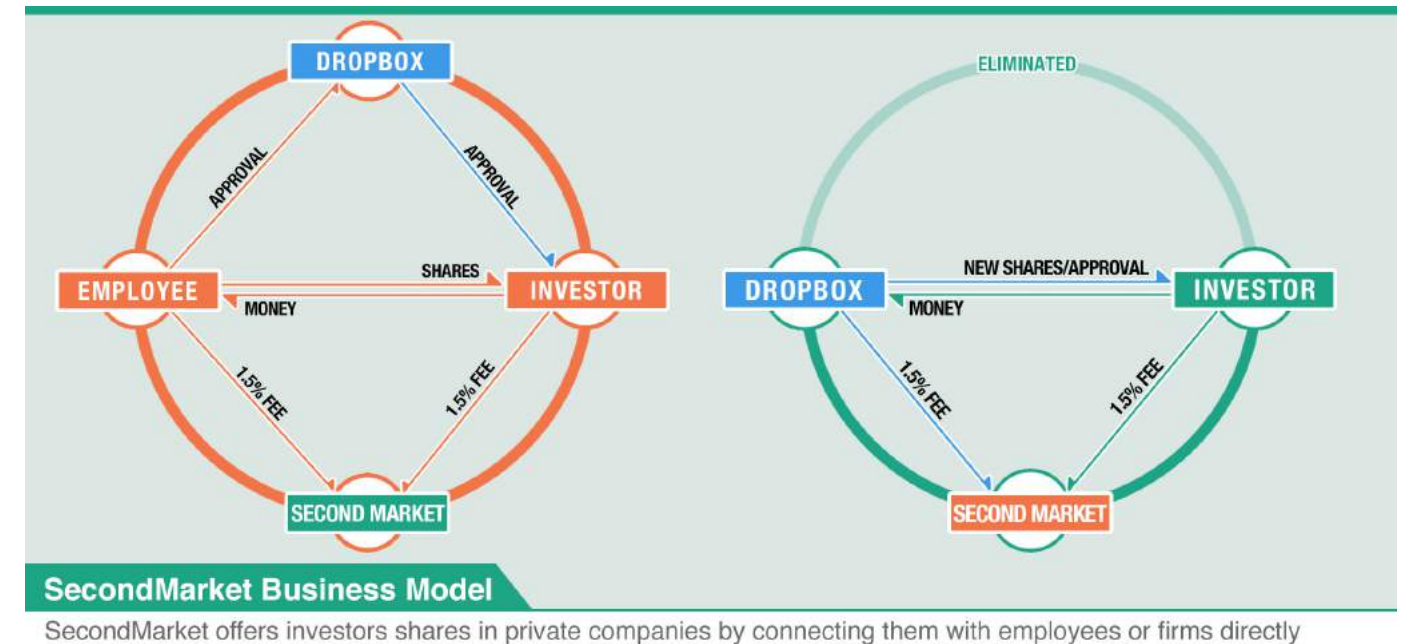 DROPBOX
APPROVAL
APPROVAL
EMPLOYEE
SHARES
MONEY
INVESTOR
1.5% FEE
1.5% FEE
SECOND MARKET
ELIMINATED
DROPBOX
NEW SHARES/APPROVAL
MONEY
INVESTOR
1.5% FEE
1.5% FEE
SECOND MARKET
SecondMarket Business Model
SecondMarket offers investors shares in private companies by connecting them with employees or firms directly